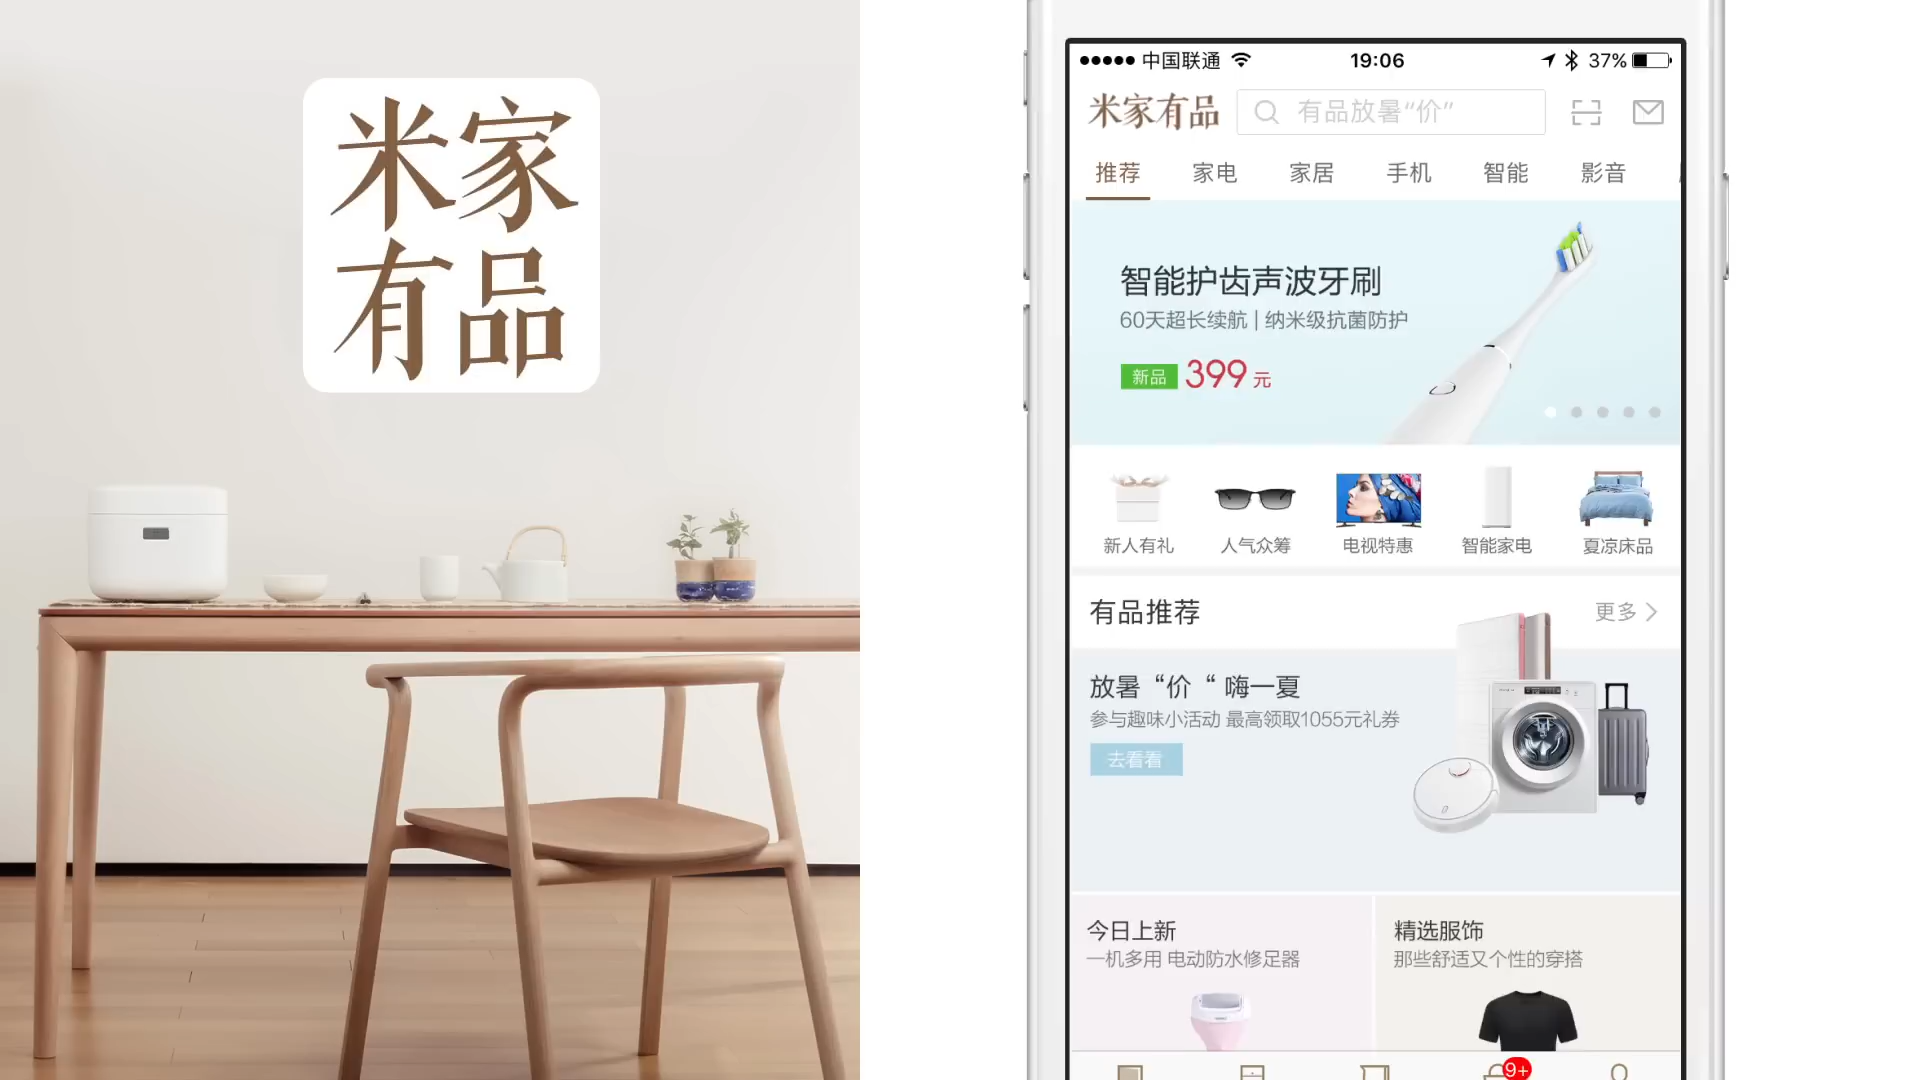 米家
有品
中国联通
19:06
37%
米家有品
有品放暑“价”
推荐 家电 家居 手机 智能 影音
智能护齿声波牙刷
60天超长续航 | 纳米级抗菌防护
新品 399 元
新人有礼 人气众筹 电视特惠 智能家电 夏凉床品
有品推荐
更多
放暑“价“ 嗨一夏
参与趣味小活动 最高领取1055元礼券
去看看
今日上新
一机多用 电动防水修足器
精选服饰
那些舒适又个性的穿搭
9+